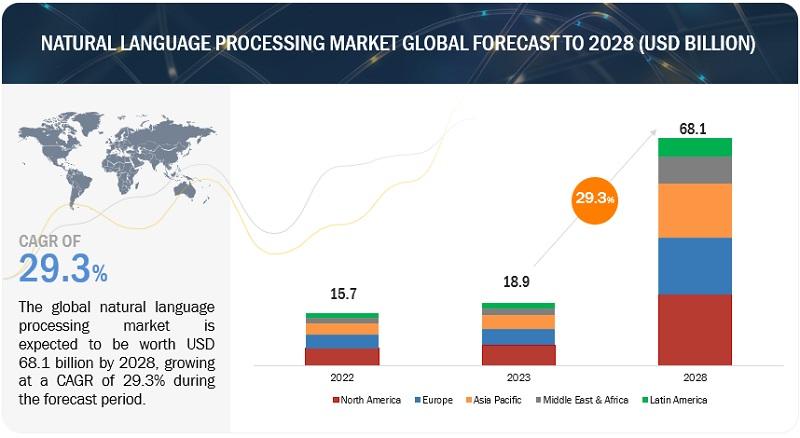 NATURAL LANGUAGE PROCESSING MARKET GLOBAL FORECAST TO 2028 (USD BILLION)
CAGR OF
29.3%
The global natural language
processing market is
expected to be worth USD
68.1 billion by 2028, growing
at a CAGR of 29.3% during
the forecast period.
15.7
18.9
29.3%
68.1
2022
2023
2028
North America
Europe
Asia Pacific
Middle East & Africa
Latin America